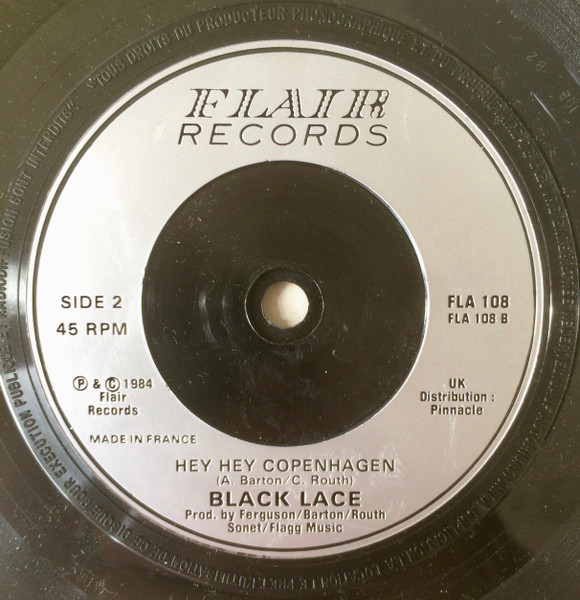 FLAIR
RECORDS
SIDE 2
45 RPM
FLA 108
FLA 108 B
Ⓟ & Ⓒ 1984
Flair
Records
UK
Distribution :
Pinnacle
MADE IN FRANCE
HEY HEY COPENHAGEN
(A. Barton/C. Routh)
BLACK LACE
Prod. by Ferguson/Barton/Routh
Sonet/Flagg Music
"TOUS DROITS DU PRODUCTEUR PHONOGRAPHIQUE ET DU